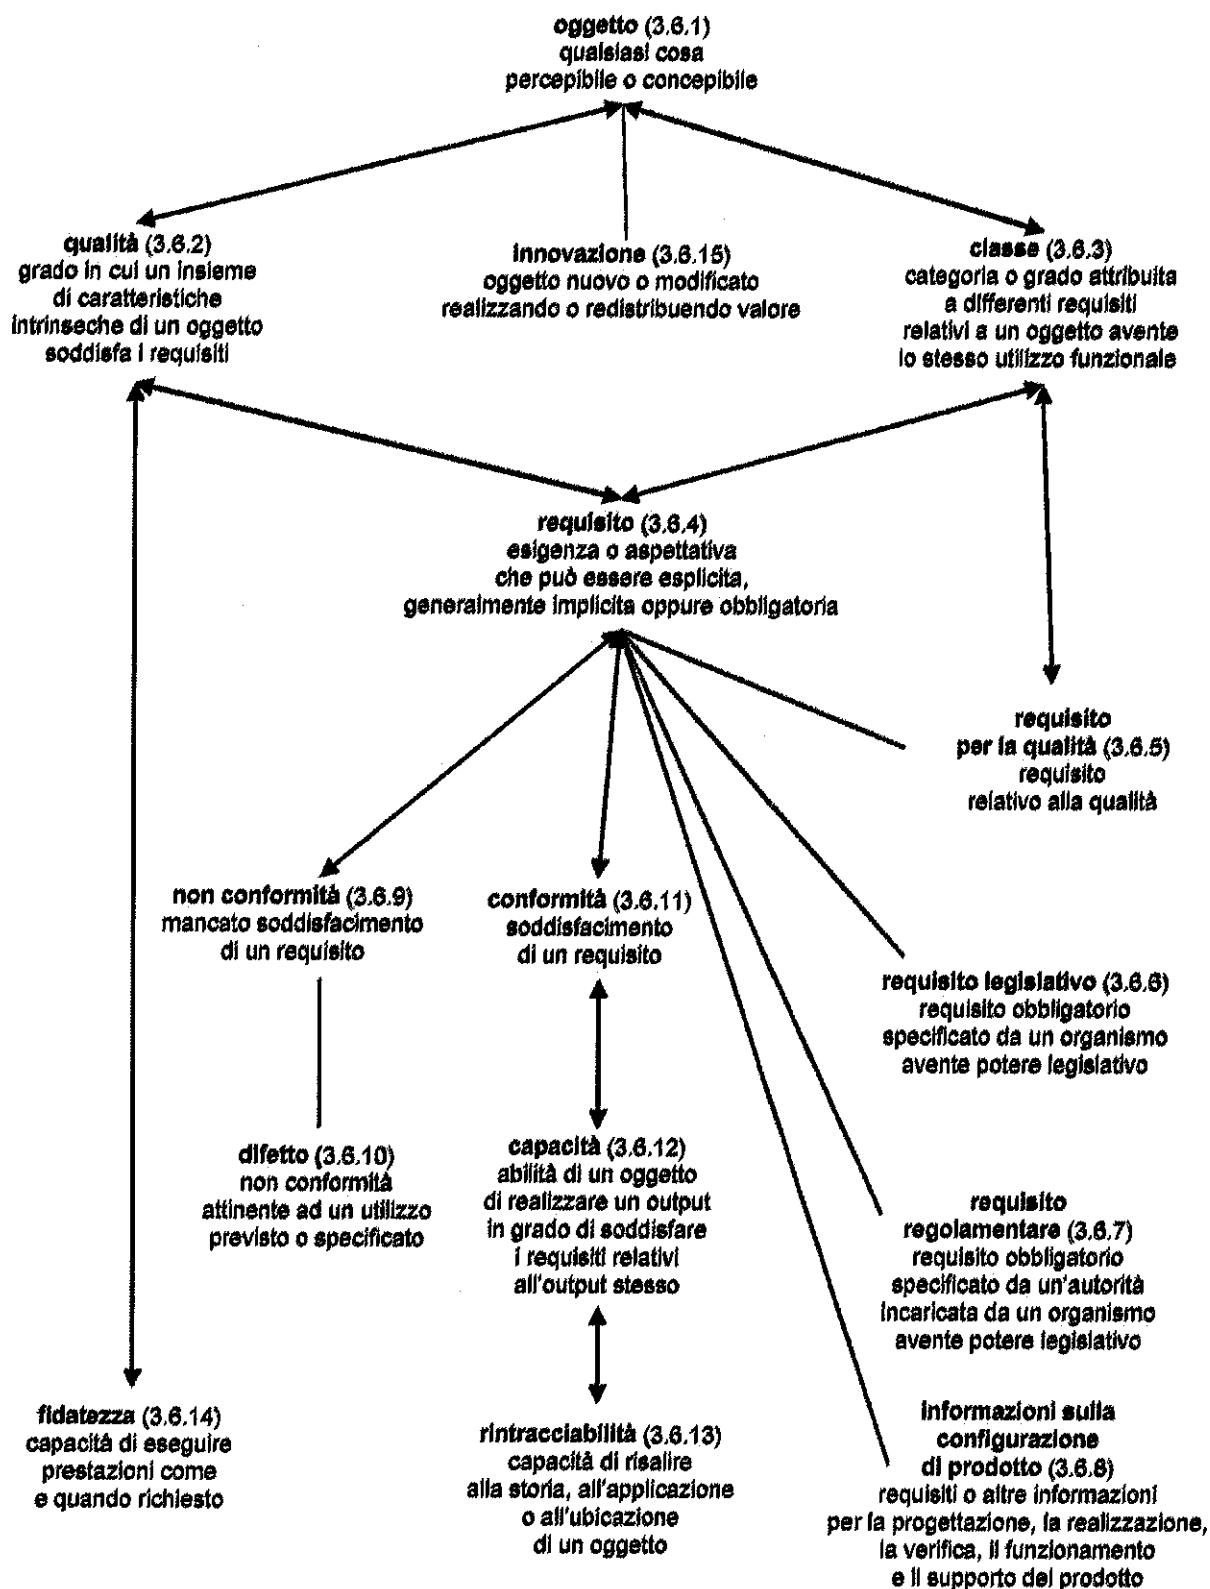 oggetto (3.6.1)
qualsiasi cosa
percepibile o concepibile
qualità (3.6.2)
grado in cui un insieme
di caratteristiche
intrinseche di un oggetto
soddisfa i requisiti
innovazione (3.6.15)
oggetto nuovo o modificato
realizzando o redistribuendo valore
classe (3.6.3)
categoria o grado attribuita
a differenti requisiti
relativi a un oggetto avente
lo stesso utilizzo funzionale
requisito (3.6.4)
esigenza o aspettativa
che può essere esplicita,
generalmente implicita oppure obbligatoria
requisito
per la qualità (3.6.5)
requisito
relativo alla qualità
non conformità (3.6.9)
mancato soddisfacimento
di un requisito
conformità (3.6.11)
soddisfacimento
di un requisito
requisito legislativo (3.6.6)
requisito obbligatorio
specificato da un organismo
avente potere legislativo
difetto (3.6.10)
non conformità
attinente ad un utilizzo
previsto o specificato
capacità (3.6.12)
abilità di un oggetto
di realizzare un output
in grado di soddisfare
i requisiti relativi
all'output stesso
requisito
regolamentare (3.6.7)
requisito obbligatorio
specificato da un'autorità
incaricata da un organismo
avente potere legislativo
fidatezza (3.6.14)
capacità di eseguire
prestazioni come
e quando richiesto
rintracciabilità (3.6.13)
capacità di risalire
alla storia, all'applicazione
o all'ubicazione
di un oggetto
informazioni sulla
configurazione
di prodotto (3.6.8)
requisiti o altre informazioni
per la progettazione, la realizzazione,
la verifica, il funzionamento
e il supporto del prodotto